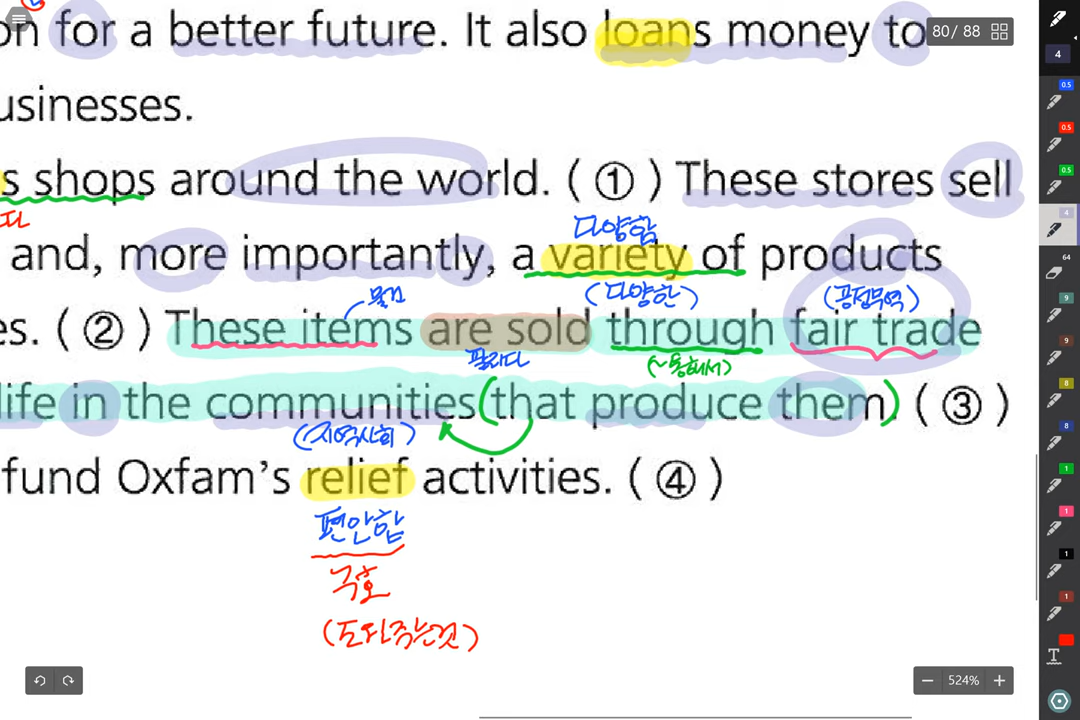 on for a better future. It also loans money to
80/ 88
usinesses.
s shops around the world. ( ① ) These stores sell
다양함
and, more importantly, a variety of products
물건 (다양한) (공정무역)
es. ( ② ) These items are sold through fair trade
팔리다 (~통해서)
life in the communities (that produce them.) ( ③ )
(지역사회)
fund Oxfam's relief activities. ( ④ )
편안함
구호
(도와주는것)
524%